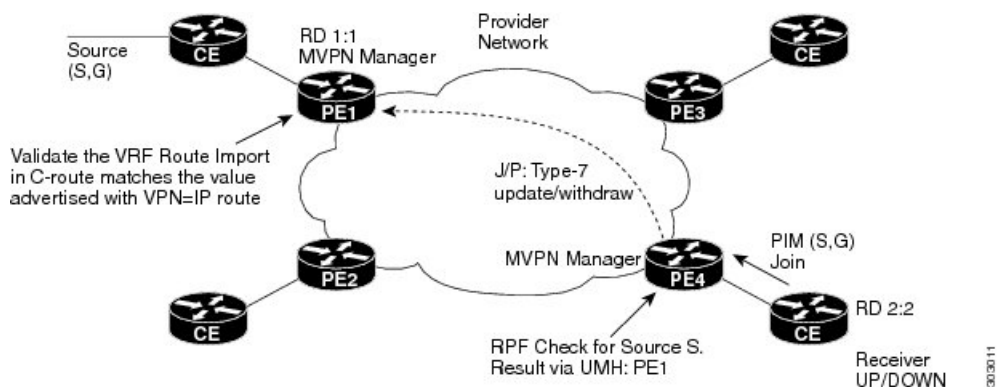 Source
(S,G)
CE
RD 1:1
MVPN Manager
Provider
Network
CE
PE1
PE3
Validate the VRF Route Import
in C-route matches the value
advertised with VPN=IP route
J/P: Type-7
update/withdraw
PE2
MVPN Manager
PE4
PIM (S,G)
Join
CE
CE
RD 2:2
RPF Check for Source S.
Result via UMH: PE1
Receiver
UP/DOWN
303011